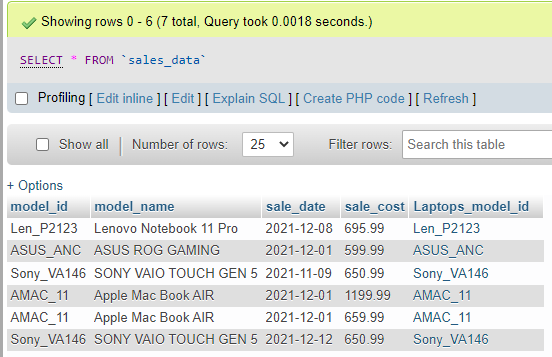 Showing rows 0 - 6 (7 total, Query took 0.0018 seconds.)
SELECT * FROM `sales_data`
Profiling [ Edit inline ] [ Edit ] [ Explain SQL ] [ Create PHP code ] [ Refresh ]
Show all Number of rows: 25 Filter rows: Search this table
+ Options
model_id model_name sale_date sale_cost Laptops_model_id
Len_P2123 Lenovo Notebook 11 Pro 2021-12-08 695.99 Len_P2123
ASUS_ANC ASUS ROG GAMING 2021-12-01 599.99 ASUS_ANC
Sony_VA146 SONY VAIO TOUCH GEN 5 2021-11-09 650.99 Sony_VA146
AMAC_11 Apple Mac Book AIR 2021-12-01 1199.99 AMAC_11
AMAC_11 Apple Mac Book AIR 2021-12-01 659.99 AMAC_11
Sony_VA146 SONY VAIO TOUCH GEN 5 2021-12-12 650.99 Sony_VA146